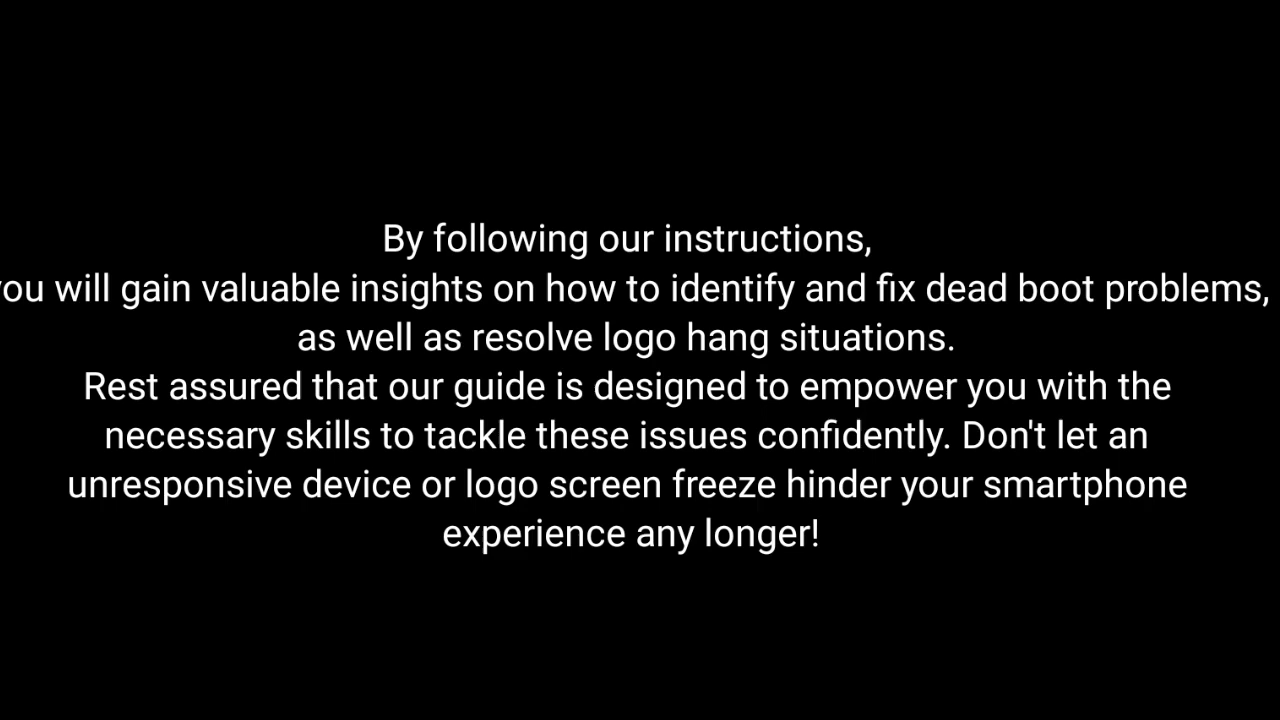 By following our instructions,
you will gain valuable insights on how to identify and fix dead boot problems,
as well as resolve logo hang situations.
Rest assured that our guide is designed to empower you with the
necessary skills to tackle these issues confidently. Don't let an
unresponsive device or logo screen freeze hinder your smartphone
experience any longer!